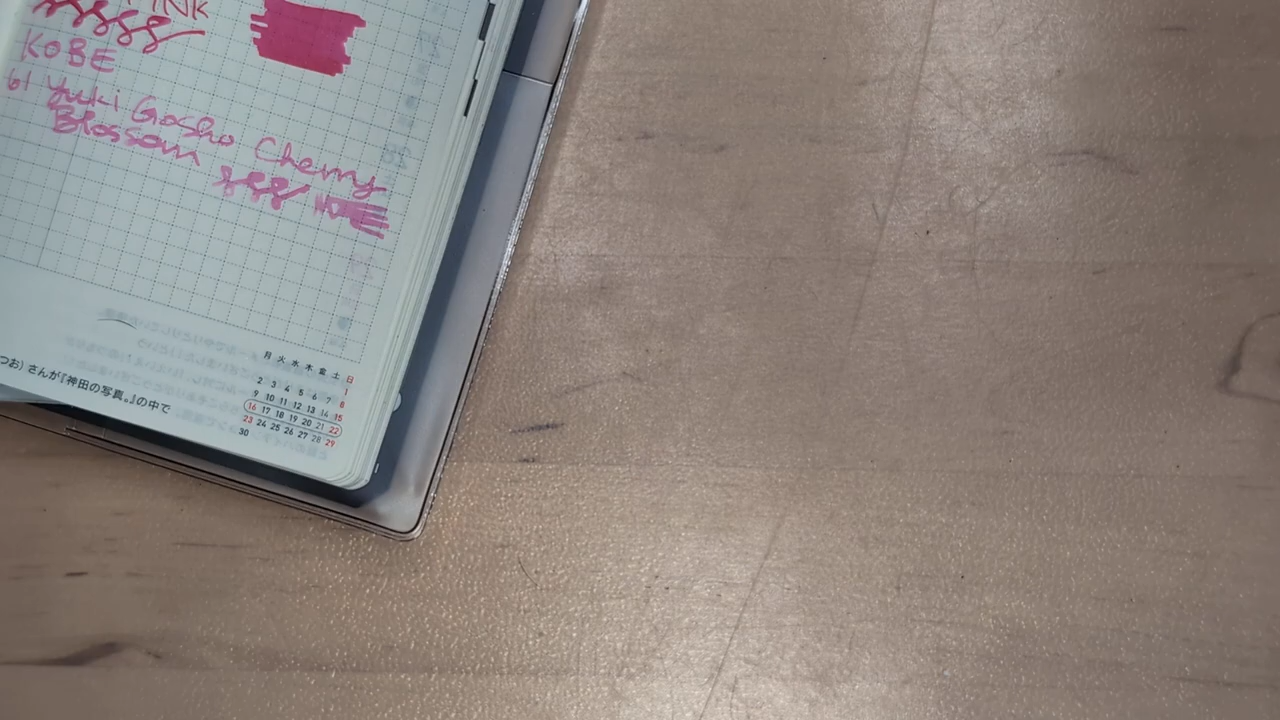 PINK
KOBE
61 Yuki Gosho Cherry
Blossom
つお) さんが『神田の写真。』の中で
月 火 水 木 金 土 日
1
2 3 4 5 6 7 8
9 10 11 12 13 14 15
16 17 18 19 20 21 22
23 24 25 26 27 28 29
30